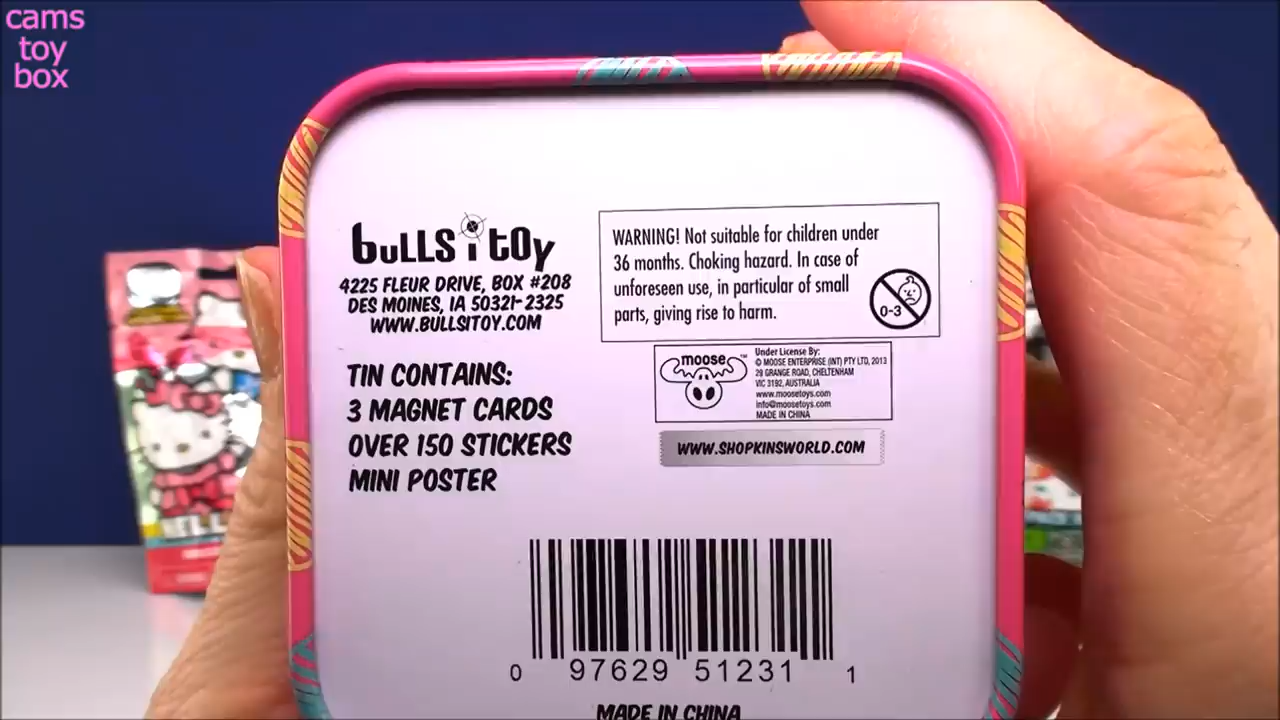 cams
toy
box
bULLS i tOy
4225 FLEUR DRIVE, BOX #208
DES MOINES, IA 50321-2325
WWW.BULLSITOY.COM
TIN CONTAINS:
3 MAGNET CARDS
OVER 150 STICKERS
MINI POSTER
WARNING! Not suitable for children under
36 months. Choking hazard. In case of
unforeseen use, in particular of small
parts, giving rise to harm.
0-3
moose™
Under License By:
© MOOSE ENTERPRISE (INT) PTY LTD, 2013
29 GRANGE ROAD, CHELTENHAM
VIC 3192, AUSTRALIA
www.moosetoys.com
info@moosetoys.com
MADE IN CHINA
WWW.SHOPKINSWORLD.COM
0 97629 51231 1
MADE IN CHINA